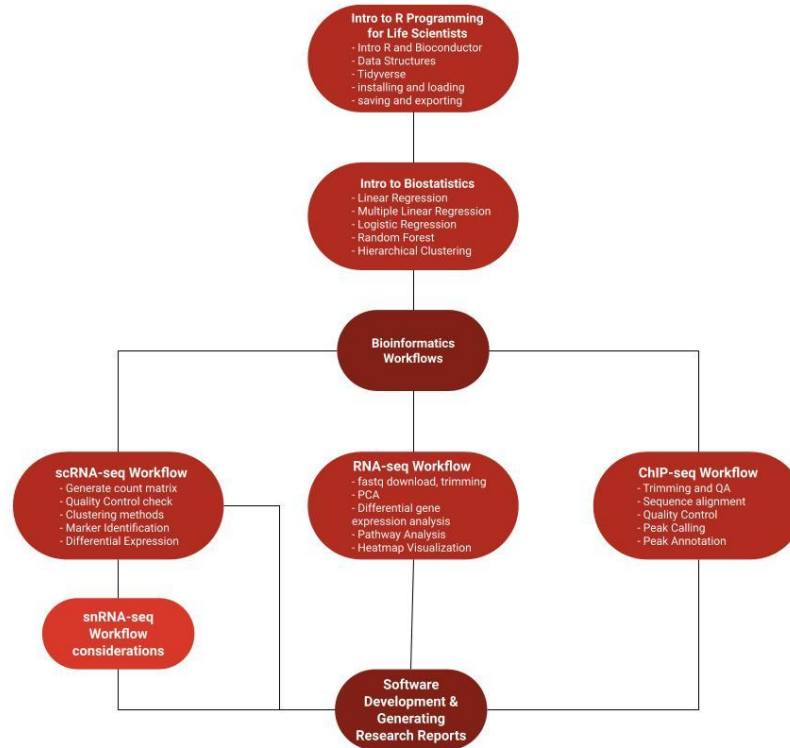 Intro to R Programming
for Life Scientists
- Intro R and Bioconductor
- Data Structures
- Tidyverse
- installing and loading
- saving and exporting
Intro to Biostatistics
- Linear Regression
- Multiple Linear Regression
- Logistic Regression
- Random Forest
- Hierarchical Clustering
Bioinformatics
Workflows
scRNA-seq Workflow
- Generate count matrix
- Quality Control check
- Clustering methods
- Marker Identification
- Differential Expression
RNA-seq Workflow
- fastq download, trimming
- PCA
- Differential gene
expression analysis
- Pathway Analysis
- Heatmap Visualization
ChIP-seq Workflow
- Trimming and QA
- Sequence alignment
- Quality Control
- Peak Calling
- Peak Annotation
snRNA-seq
Workflow
considerations
Software
Development &
Generating
Research Reports